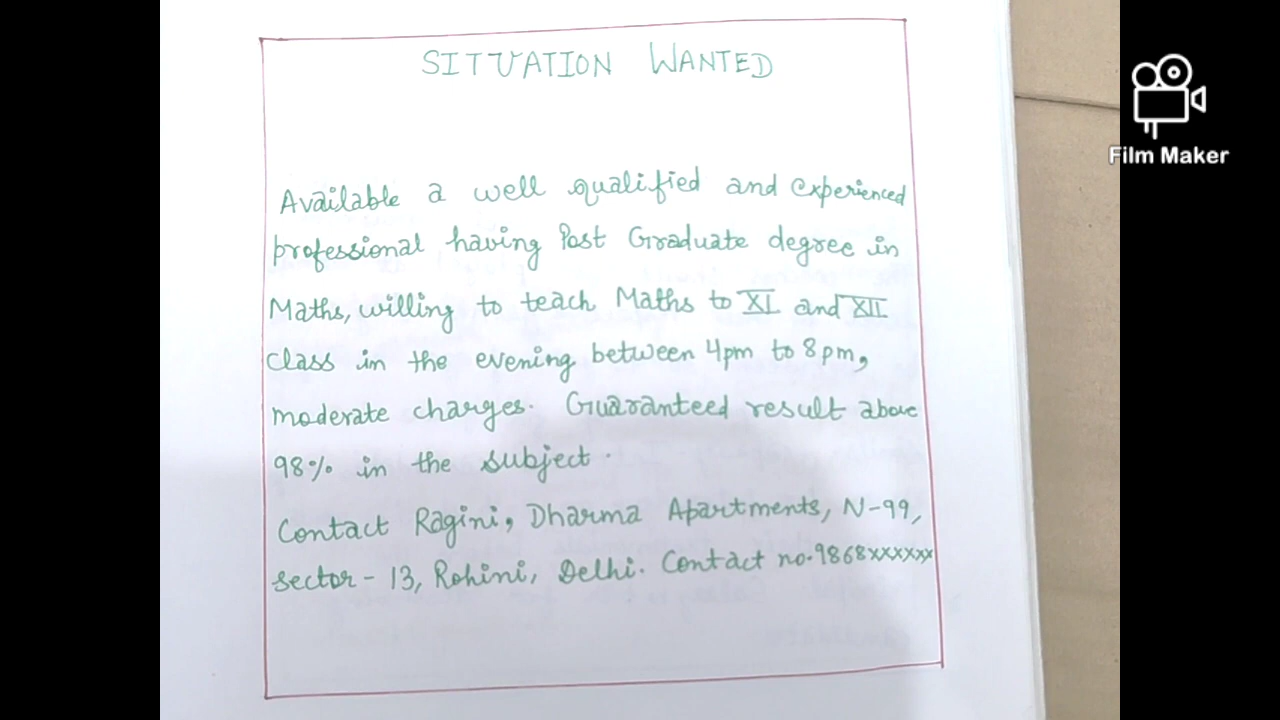 SITUATION WANTED
Available a well qualified and experienced
professional having Post Graduate degree in
Maths, willing to teach Maths to XI and XII
class in the evening between 4pm to 8pm,
moderate charges. Guaranteed result above
98% in the subject.
Contact Ragini, Dharma Apartments, N-99,
sector - 13, Rohini, Delhi. Contact no.9868xxxxxx
Film Maker